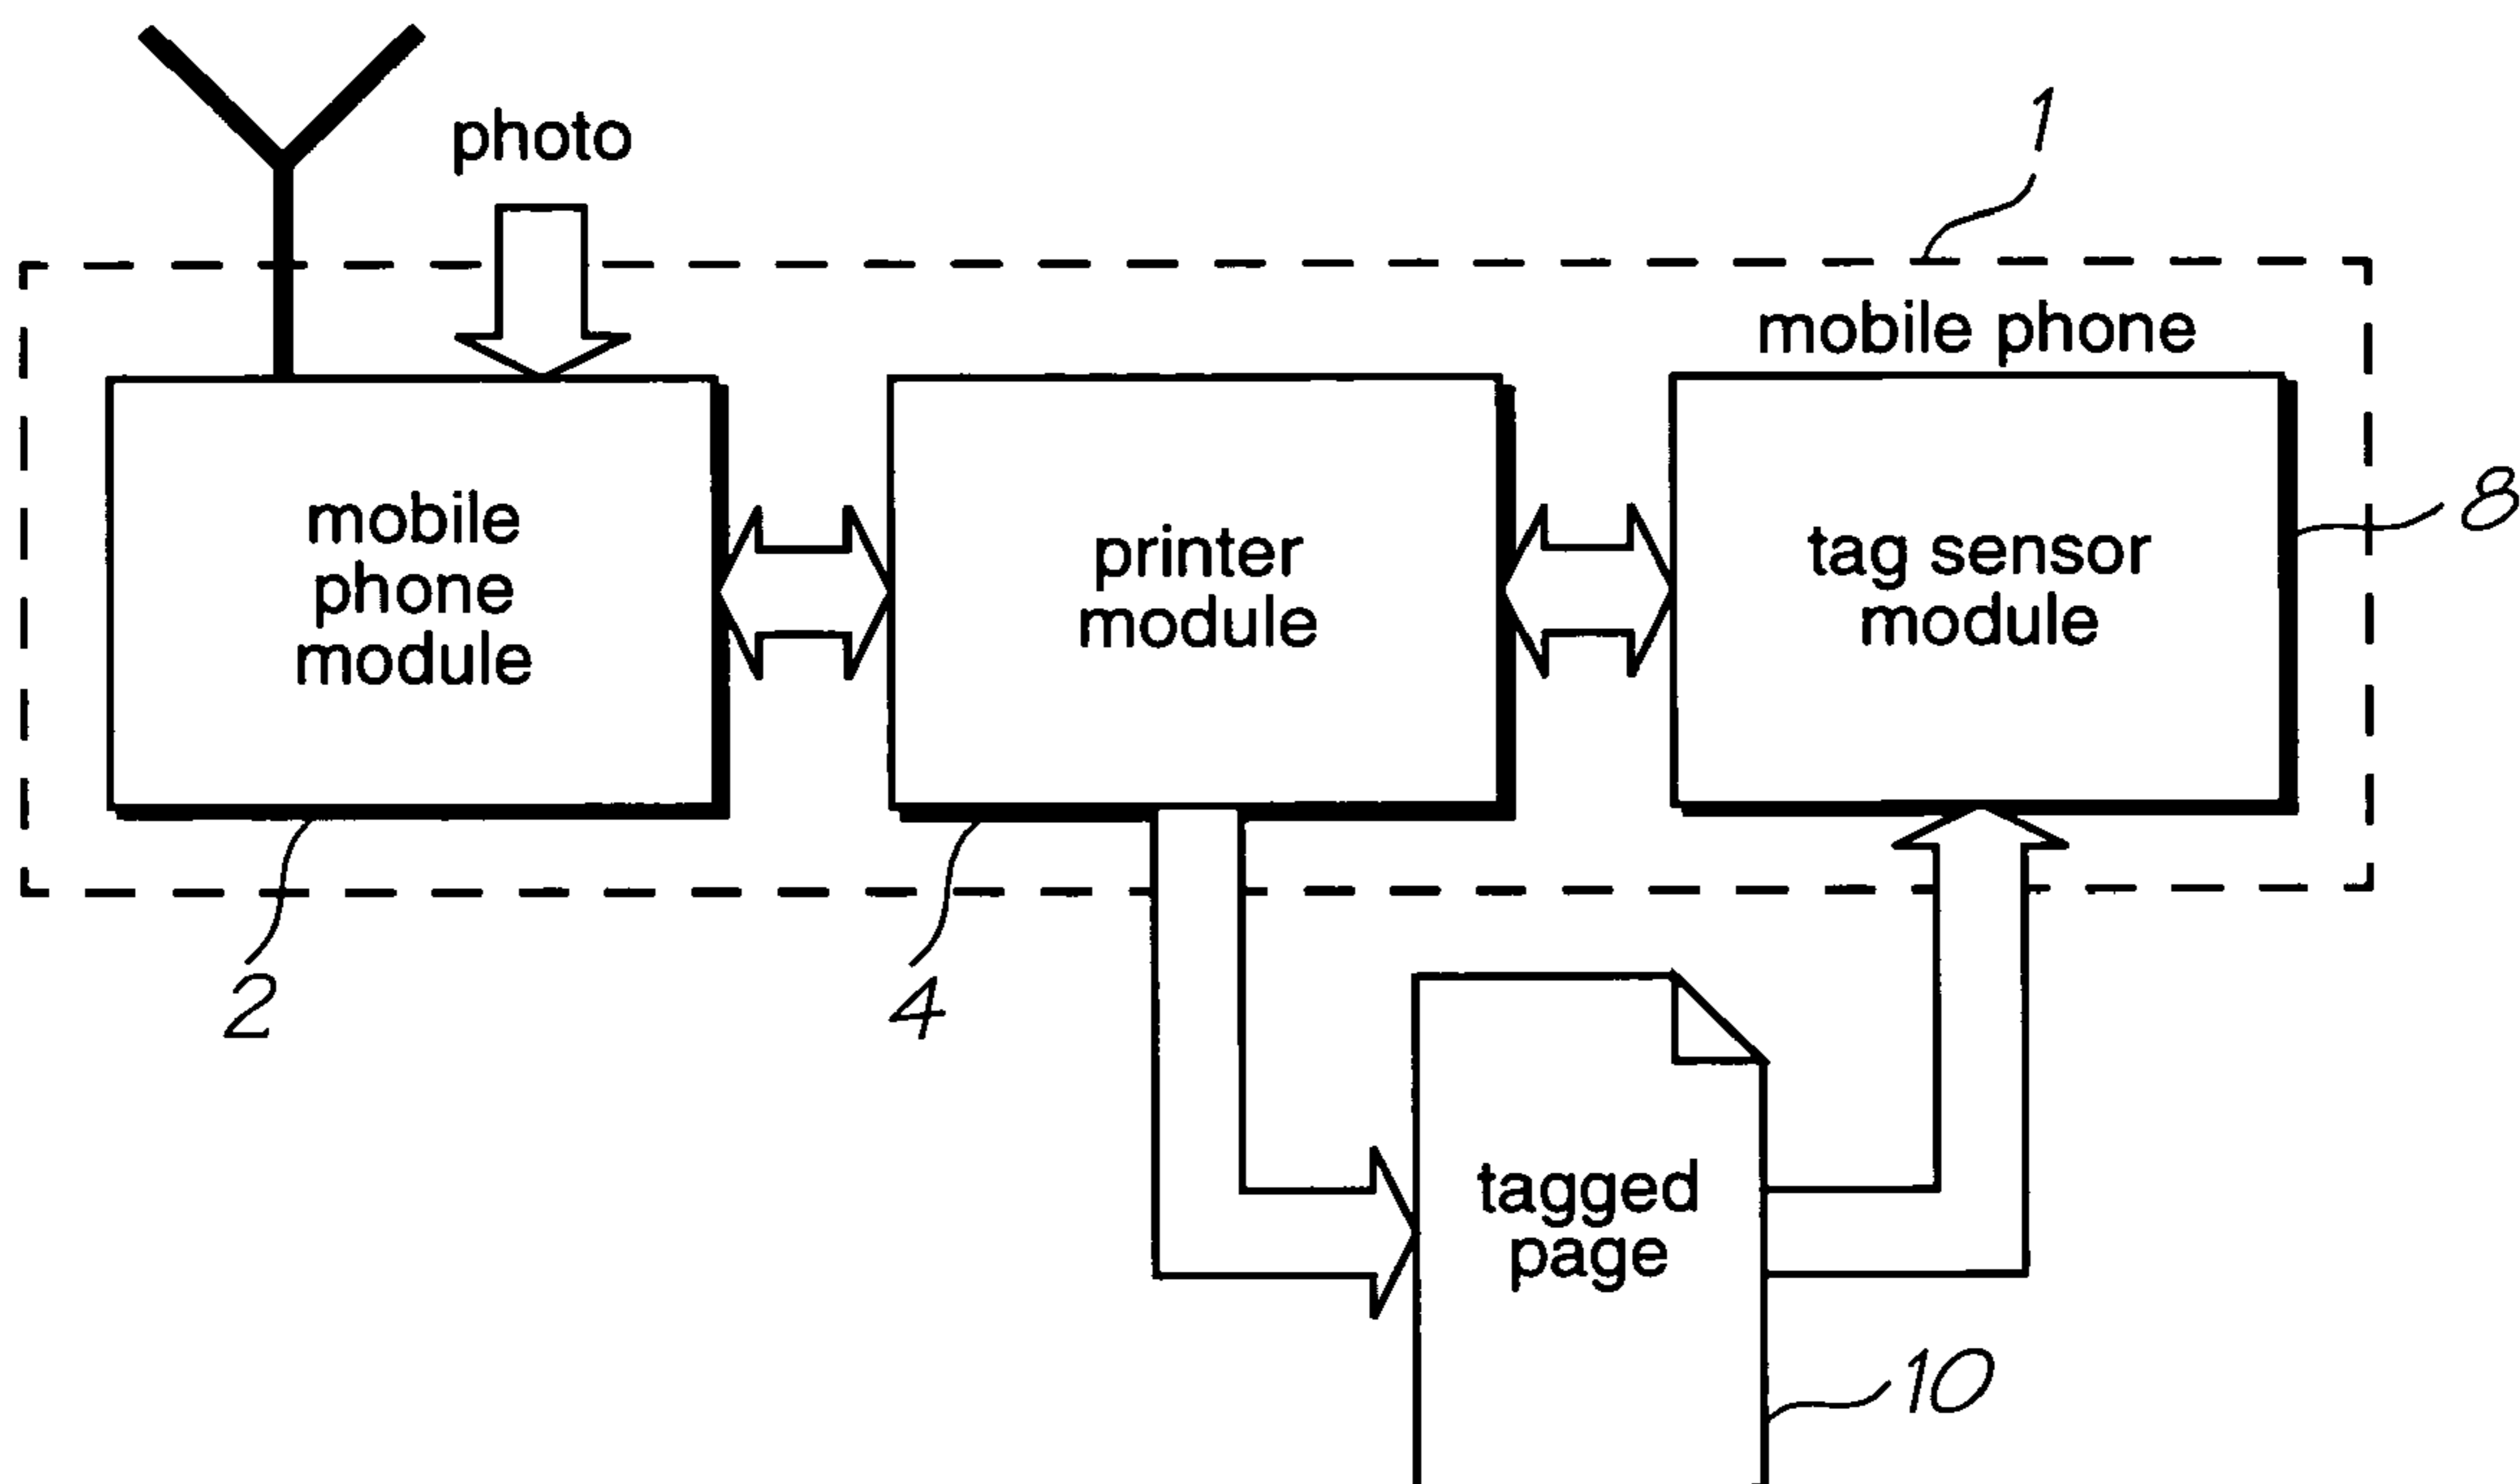 photo
1
mobile phone
mobile
phone
module
printer
module
tag sensor
module
8
2
4
tagged
page
10